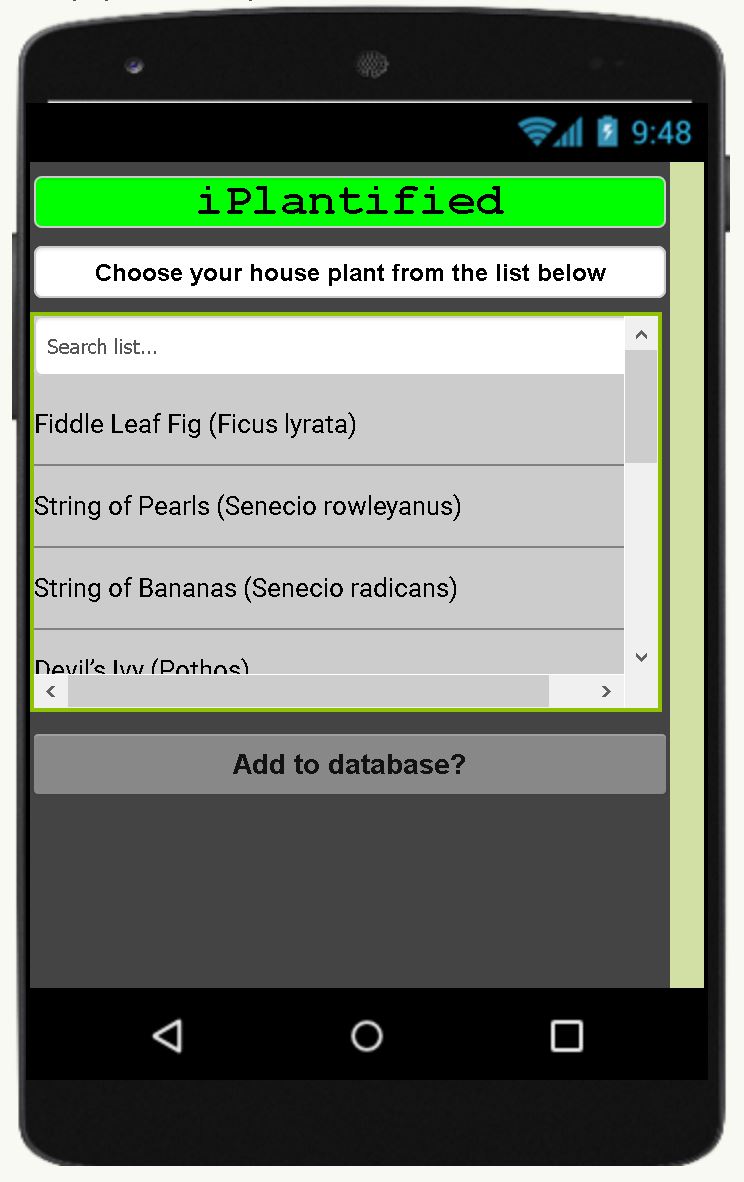 9:48
iPlantified
Choose your house plant from the list below
Search list...
Fiddle Leaf Fig (Ficus lyrata)
String of Pearls (Senecio rowleyanus)
String of Bananas (Senecio radicans)
Devil’s Ivy (Pothos)
Add to database?